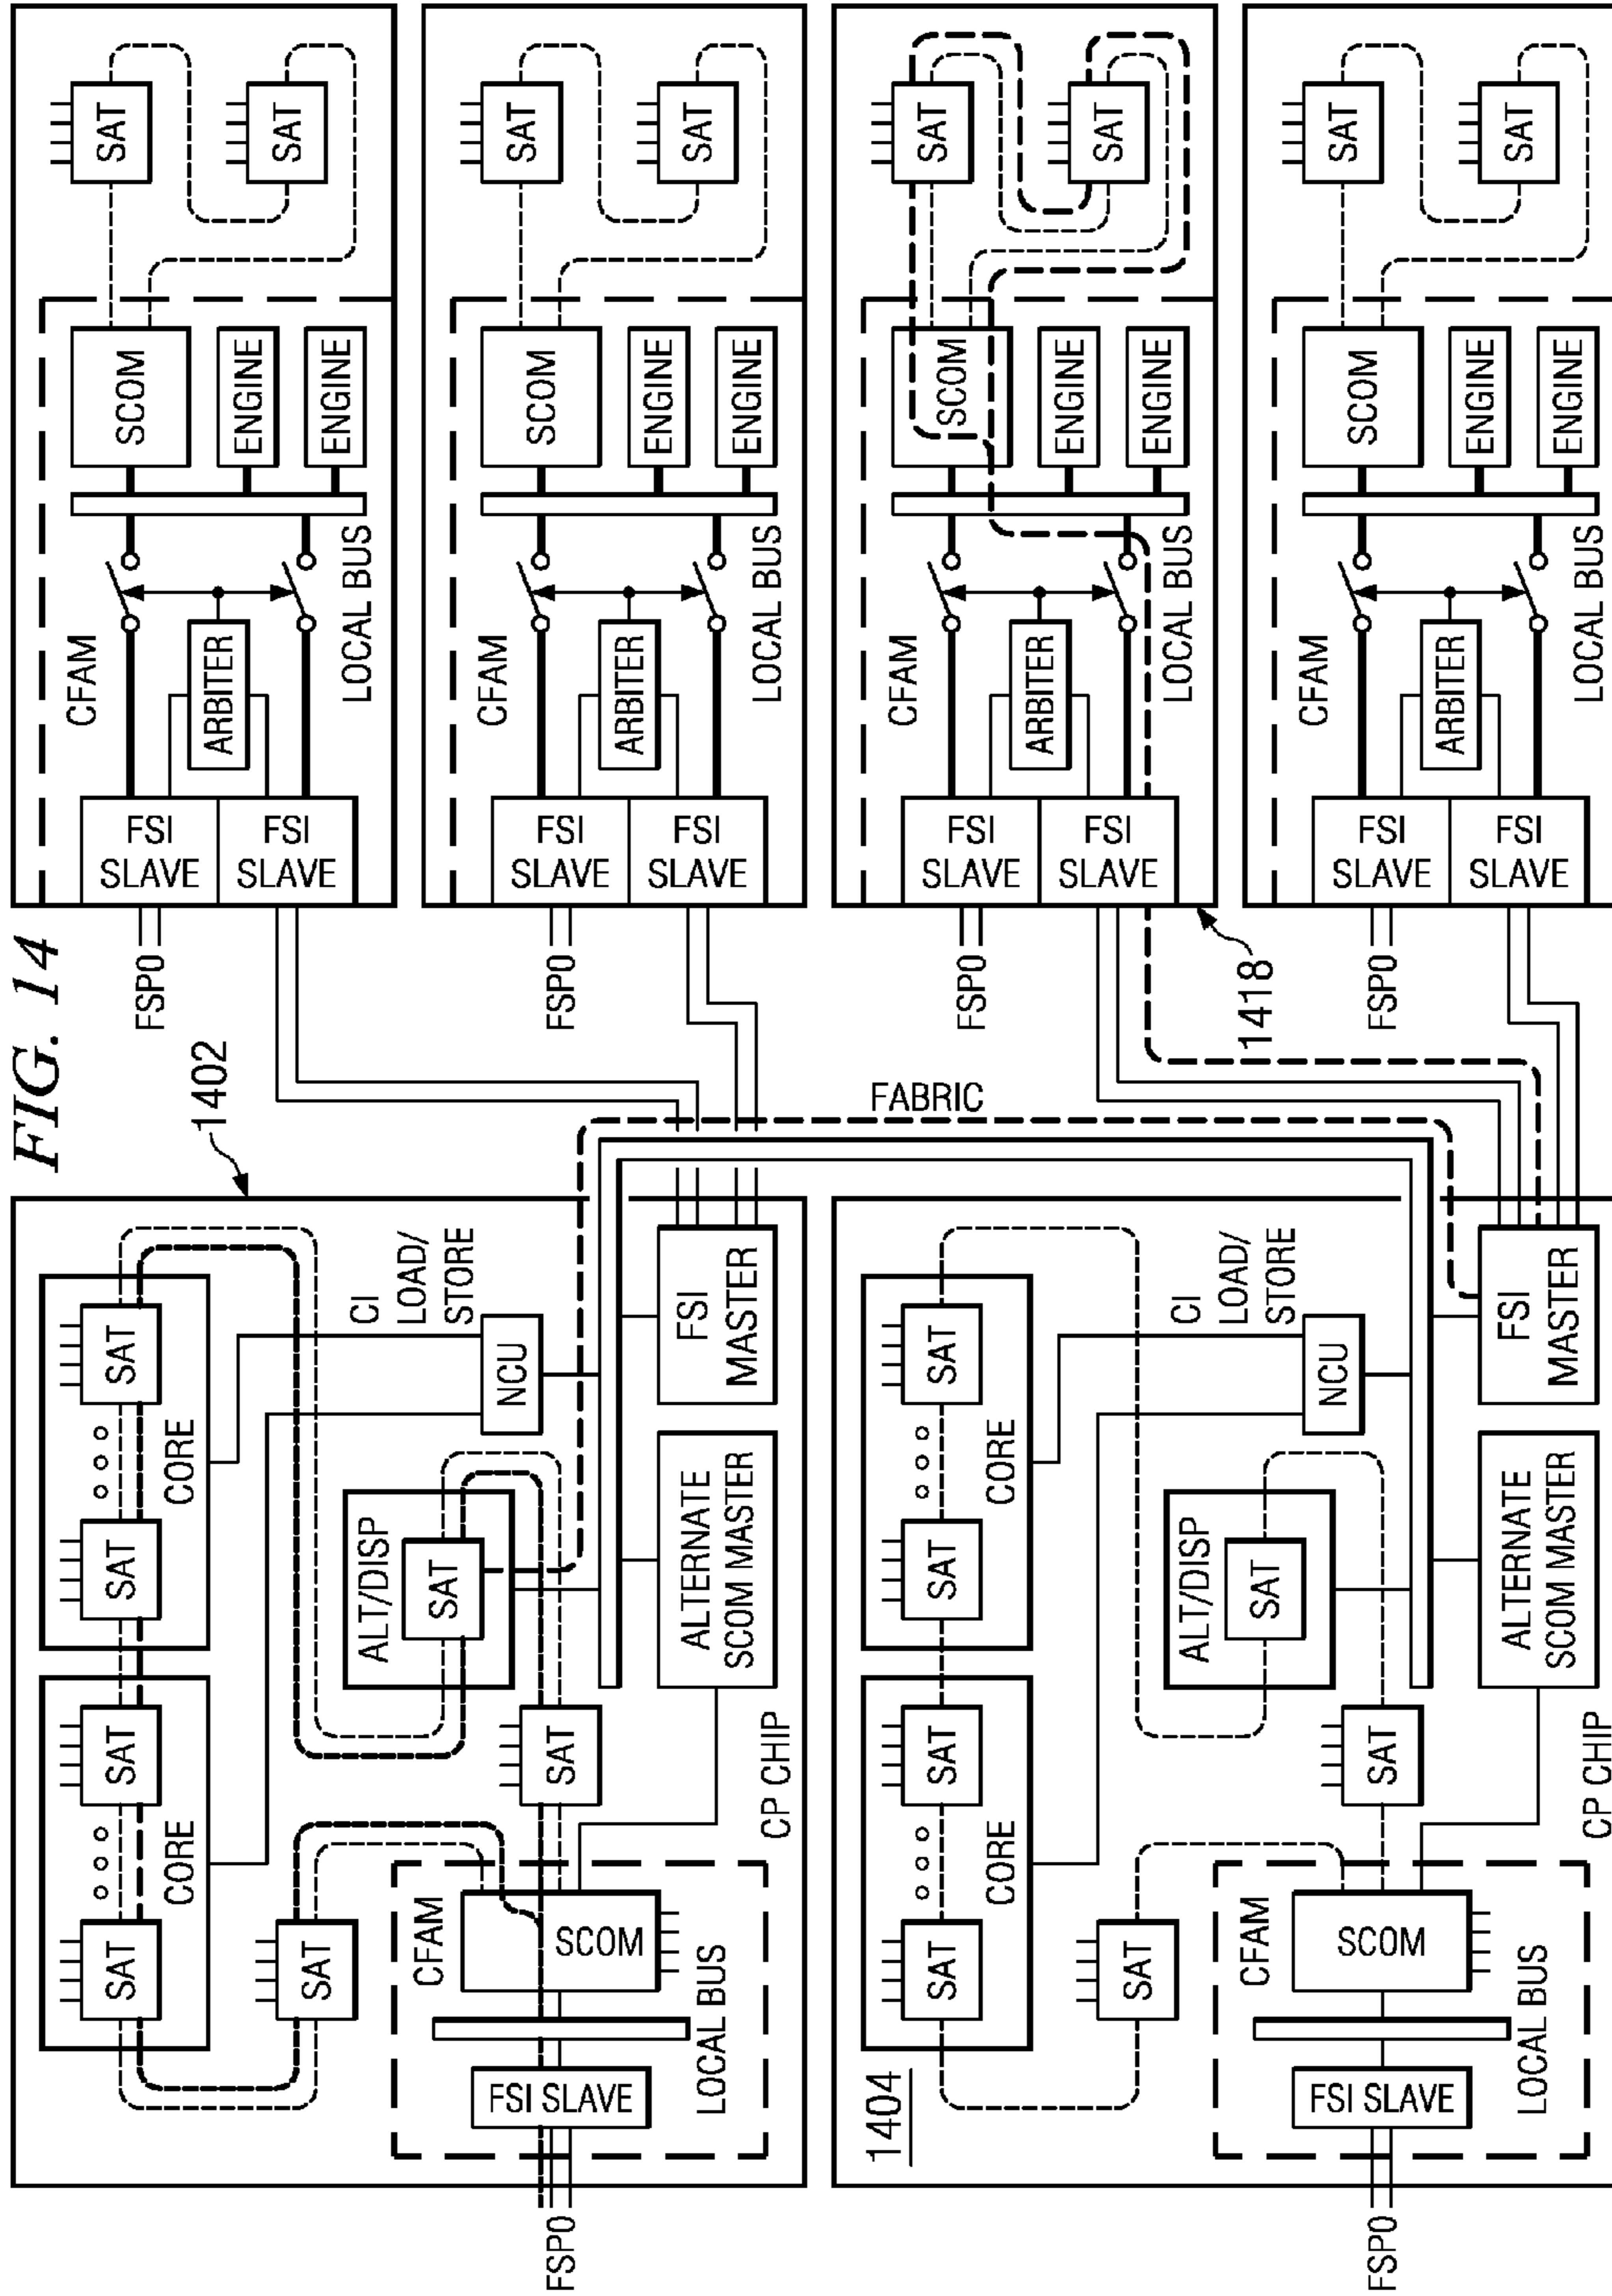 FIG. 14
1402
SAT
SAT
SAT
SAT
CORE
CORE
SAT
CI
LOAD/
STORE
NCU
ALT/DISP
SAT
SAT
CFAM
SCOM
FSI SLAVE
LOCAL BUS
FSP0
ALTERNATE
SCOM MASTER
FSI
MASTER
CP CHIP
FSP0
FSI
SLAVE
FSI
SLAVE
CFAM
ARBITER
LOCAL BUS
SCOM
ENGINE
ENGINE
SAT
SAT
FSP0
FSI
SLAVE
FSI
SLAVE
CFAM
ARBITER
LOCAL BUS
SCOM
ENGINE
ENGINE
SAT
SAT
FABRIC
1404
SAT
SAT
SAT
SAT
CORE
CORE
SAT
CI
LOAD/
STORE
NCU
ALT/DISP
SAT
SAT
CFAM
SCOM
FSI SLAVE
LOCAL BUS
FSP0
ALTERNATE
SCOM MASTER
FSI
MASTER
CP CHIP
FSP0
1418
FSI
SLAVE
FSI
SLAVE
CFAM
ARBITER
LOCAL BUS
SCOM
ENGINE
ENGINE
SAT
SAT
FSP0
FSI
SLAVE
FSI
SLAVE
CFAM
ARBITER
LOCAL BUS
SCOM
ENGINE
ENGINE
SAT
SAT